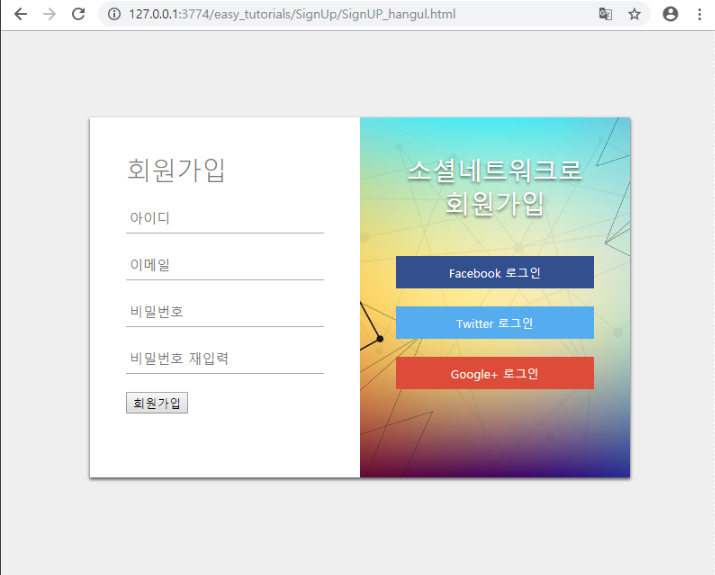 127.0.0.1:3774/easy_tutorials/SignUp/SignUP_hangul.html
회원가입
아이디
이메일
비밀번호
비밀번호 재입력
회원가입
소셜네트워크로
회원가입
Facebook 로그인
Twitter 로그인
Google+ 로그인